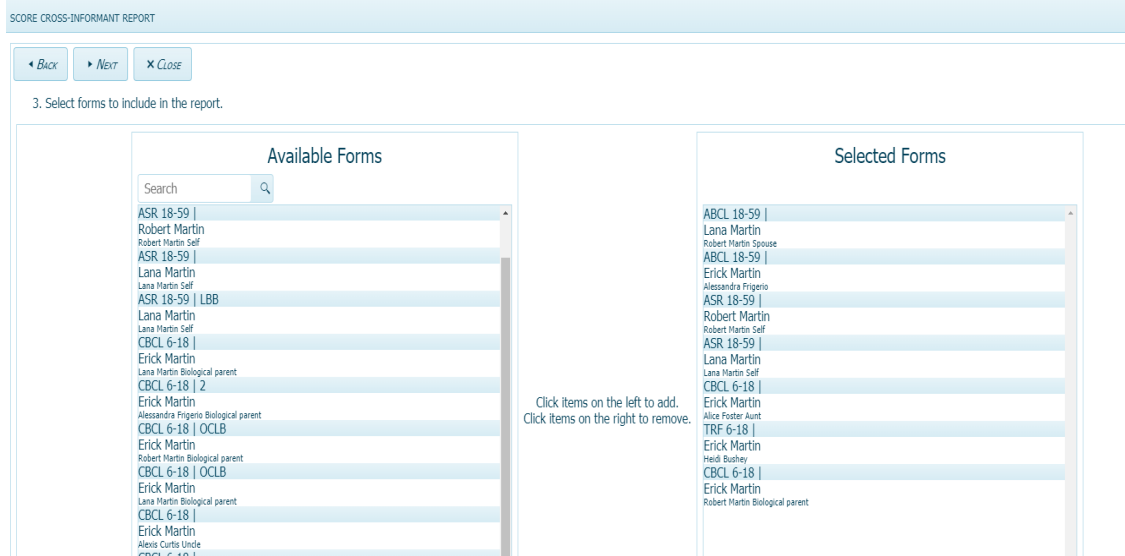 SCORE CROSS-INFORMANT REPORT
BACK
NEXT
CLOSE
3. Select forms to include in the report.
Available Forms
Search
ASR 18-59 |
Robert Martin
Robert Martin Self
ASR 18-59 |
Lana Martin
Lana Martin Self
ASR 18-59 | LBB
Lana Martin
Lana Martin Self
CBCL 6-18 |
Erick Martin
Lana Martin Biological parent
CBCL 6-18 | 2
Erick Martin
Alessandra Frigerio Biological parent
CBCL 6-18 | OCLB
Erick Martin
Robert Martin Biological parent
CBCL 6-18 | OCLB
Erick Martin
Lana Martin Biological parent
CBCL 6-18 |
Erick Martin
Alexis Curtis Uncle
CBCL 6-18 |
Click items on the left to add.
Click items on the right to remove.
Selected Forms
ABCL 18-59 |
Lana Martin
Robert Martin Spouse
ABCL 18-59 |
Erick Martin
Alessandra Frigerio
ASR 18-59 |
Robert Martin
Robert Martin Self
ASR 18-59 |
Lana Martin
Lana Martin Self
CBCL 6-18 |
Erick Martin
Alice Foster Aunt
TRF 6-18 |
Erick Martin
Heidi Bushey
CBCL 6-18 |
Erick Martin
Robert Martin Biological parent